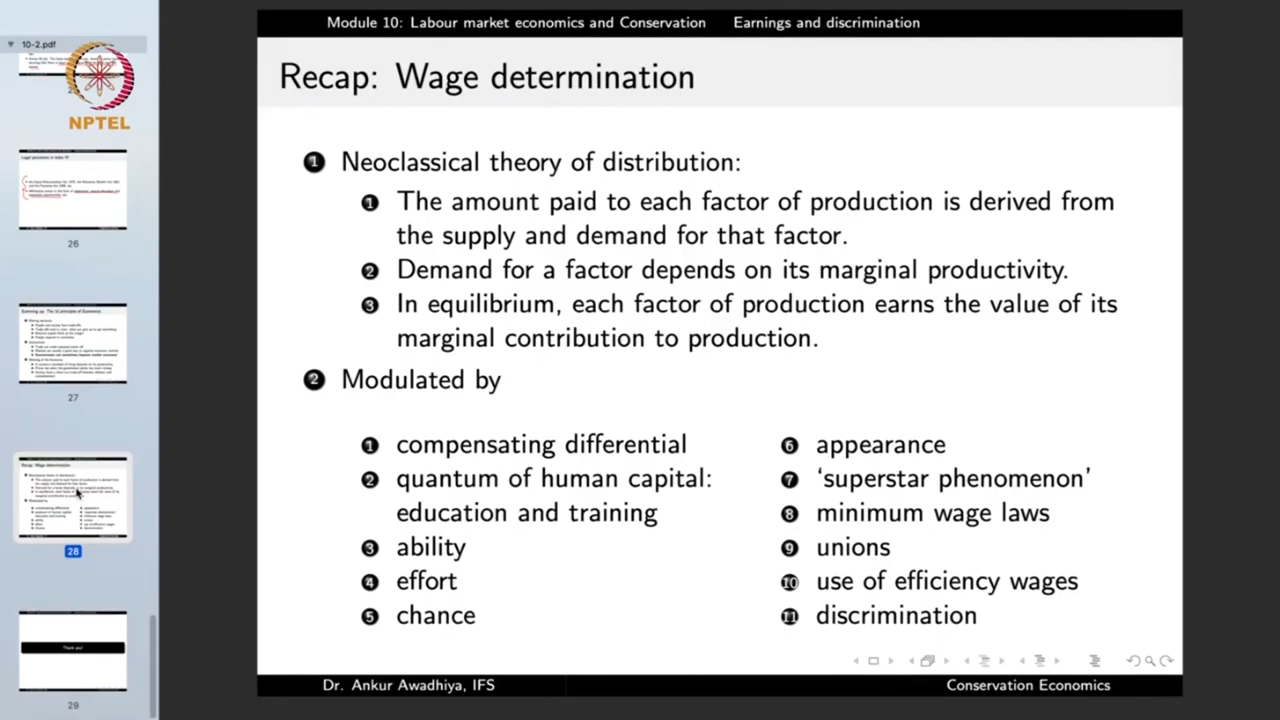 Module 10: Labour market economics and Conservation Earnings and discrimination
10-2.pdf
NPTEL
26
27
28
29
Thank you!
Recap: Wage determination
1 Neoclassical theory of distribution:
1 The amount paid to each factor of production is derived from
the supply and demand for that factor.
2 Demand for a factor depends on its marginal productivity.
3 In equilibrium, each factor of production earns the value of its
marginal contribution to production.
2 Modulated by
1 compensating differential
2 quantum of human capital:
education and training
3 ability
4 effort
5 chance
6 appearance
7 ‘superstar phenomenon’
8 minimum wage laws
9 unions
10 use of efficiency wages
11 discrimination
Dr. Ankur Awadhiya, IFS
Conservation Economics